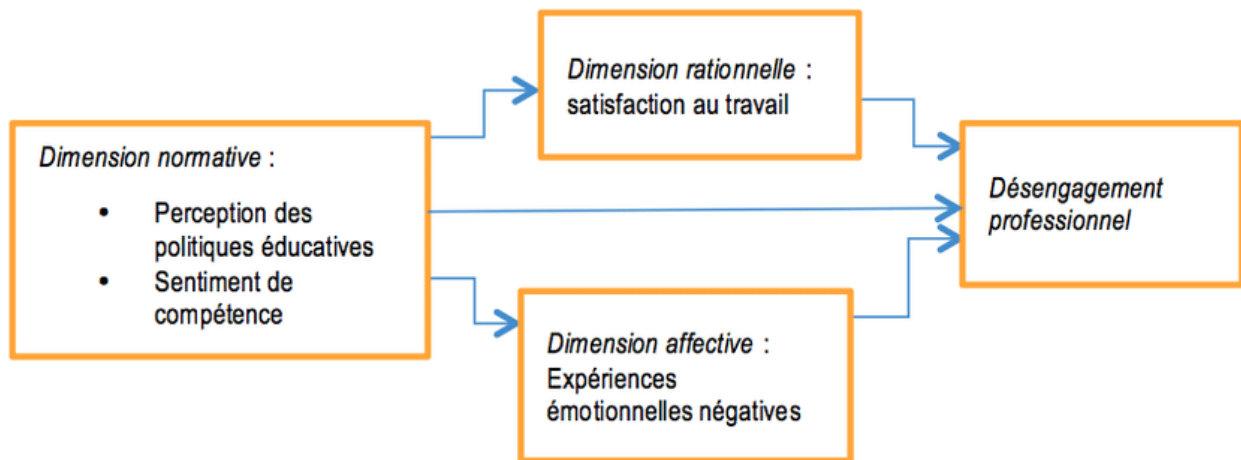 Dimension rationnelle :
satisfaction au travail
Dimension normative :
• Perception des
politiques éducatives
• Sentiment de
compétence
Désengagement
professionnel
Dimension affective :
Expériences
émotionnelles négatives